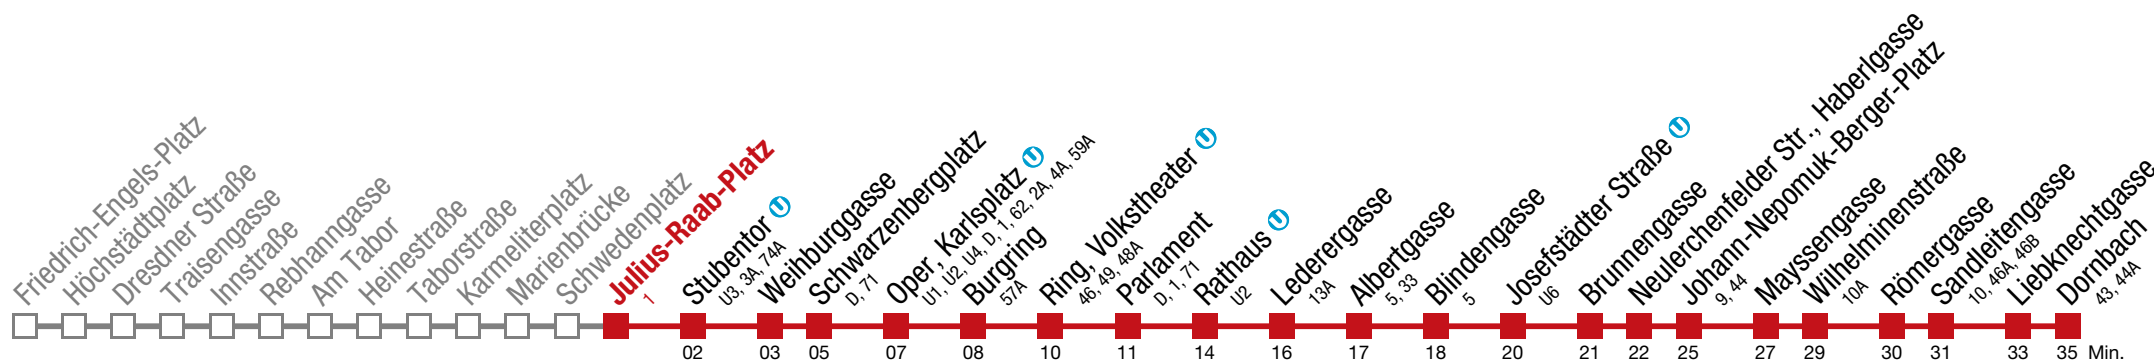 Friedrich-Engels-Platz
Höchstädtplatz
Dresdner Straße
Traisengasse
Innstraße
Rebhanngasse
Am Tabor
Heinestraße
Taborstraße
Karmeliterplatz
Marienbrücke
Schwedenplatz
Julius-Raab-Platz
1
Stubentor U
U3, 3A, 74A
Weihburggasse
Schwarzenbergplatz
D, 71
Oper, Karlsplatz U
U1, U2, U4, D, 1, 62, 2A, 4A, 59A
Burgring
57A
Ring, Volkstheater U
46, 49, 48A
Parlament
D, 1, 71
Rathaus U
U2
Lederergasse
13A
Albertgasse
5, 33
Blindengasse
5
Josefstädter Straße U
U6
Brunnengasse
Neulerchenfelder Str., Haberlgasse
Johann-Nepomuk-Berger-Platz
9, 44
Mayssengasse
Wilhelminenstraße
10A
Römergasse
Sandleitengasse
10, 46A, 46B
Liebknechtgasse
Dornbach
43, 44A
02 03 05 07 08 10 11 14 16 17 18 20 21 22 25 27 29 30 31 33 35 Min.